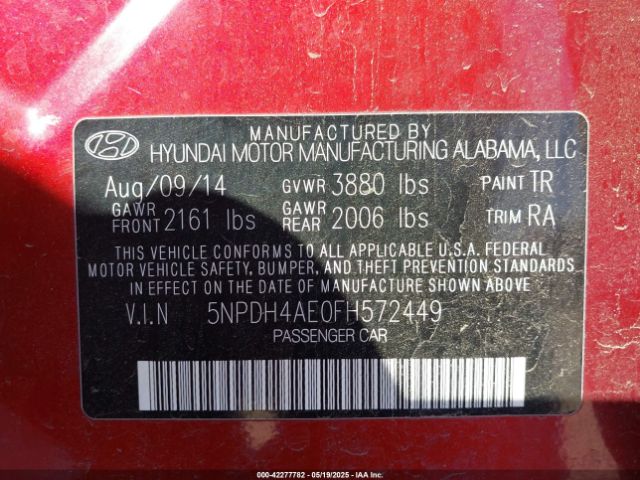 MANUFACTURED BY
HYUNDAI MOTOR MANUFACTURING ALABAMA, LLC
Aug/09/14 GVWR 3880 lbs PAINT TR
GAWR FRONT 2161 lbs GAWR REAR 2006 lbs TRIM RA
THIS VEHICLE CONFORMS TO ALL APPLICABLE U.S.A. FEDERAL
MOTOR VEHICLE SAFETY, BUMPER, AND THEFT PREVENTION STANDARDS
IN EFFECT ON THE DATE OF MANUFACTURE SHOWN ABOVE
V.I.N 5NPDH4AE0FH572449
PASSENGER CAR
000-42277782 - 05/19/2025 - IAA, Inc.